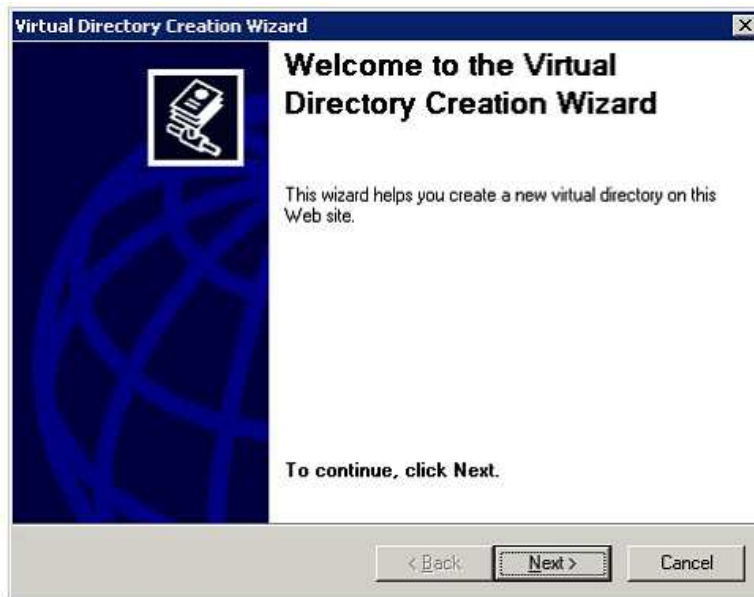 Virtual Directory Creation Wizard
Welcome to the Virtual
Directory Creation Wizard
This wizard helps you create a new virtual directory on this
Web site.
To continue, click Next.
< Back
Next >
Cancel